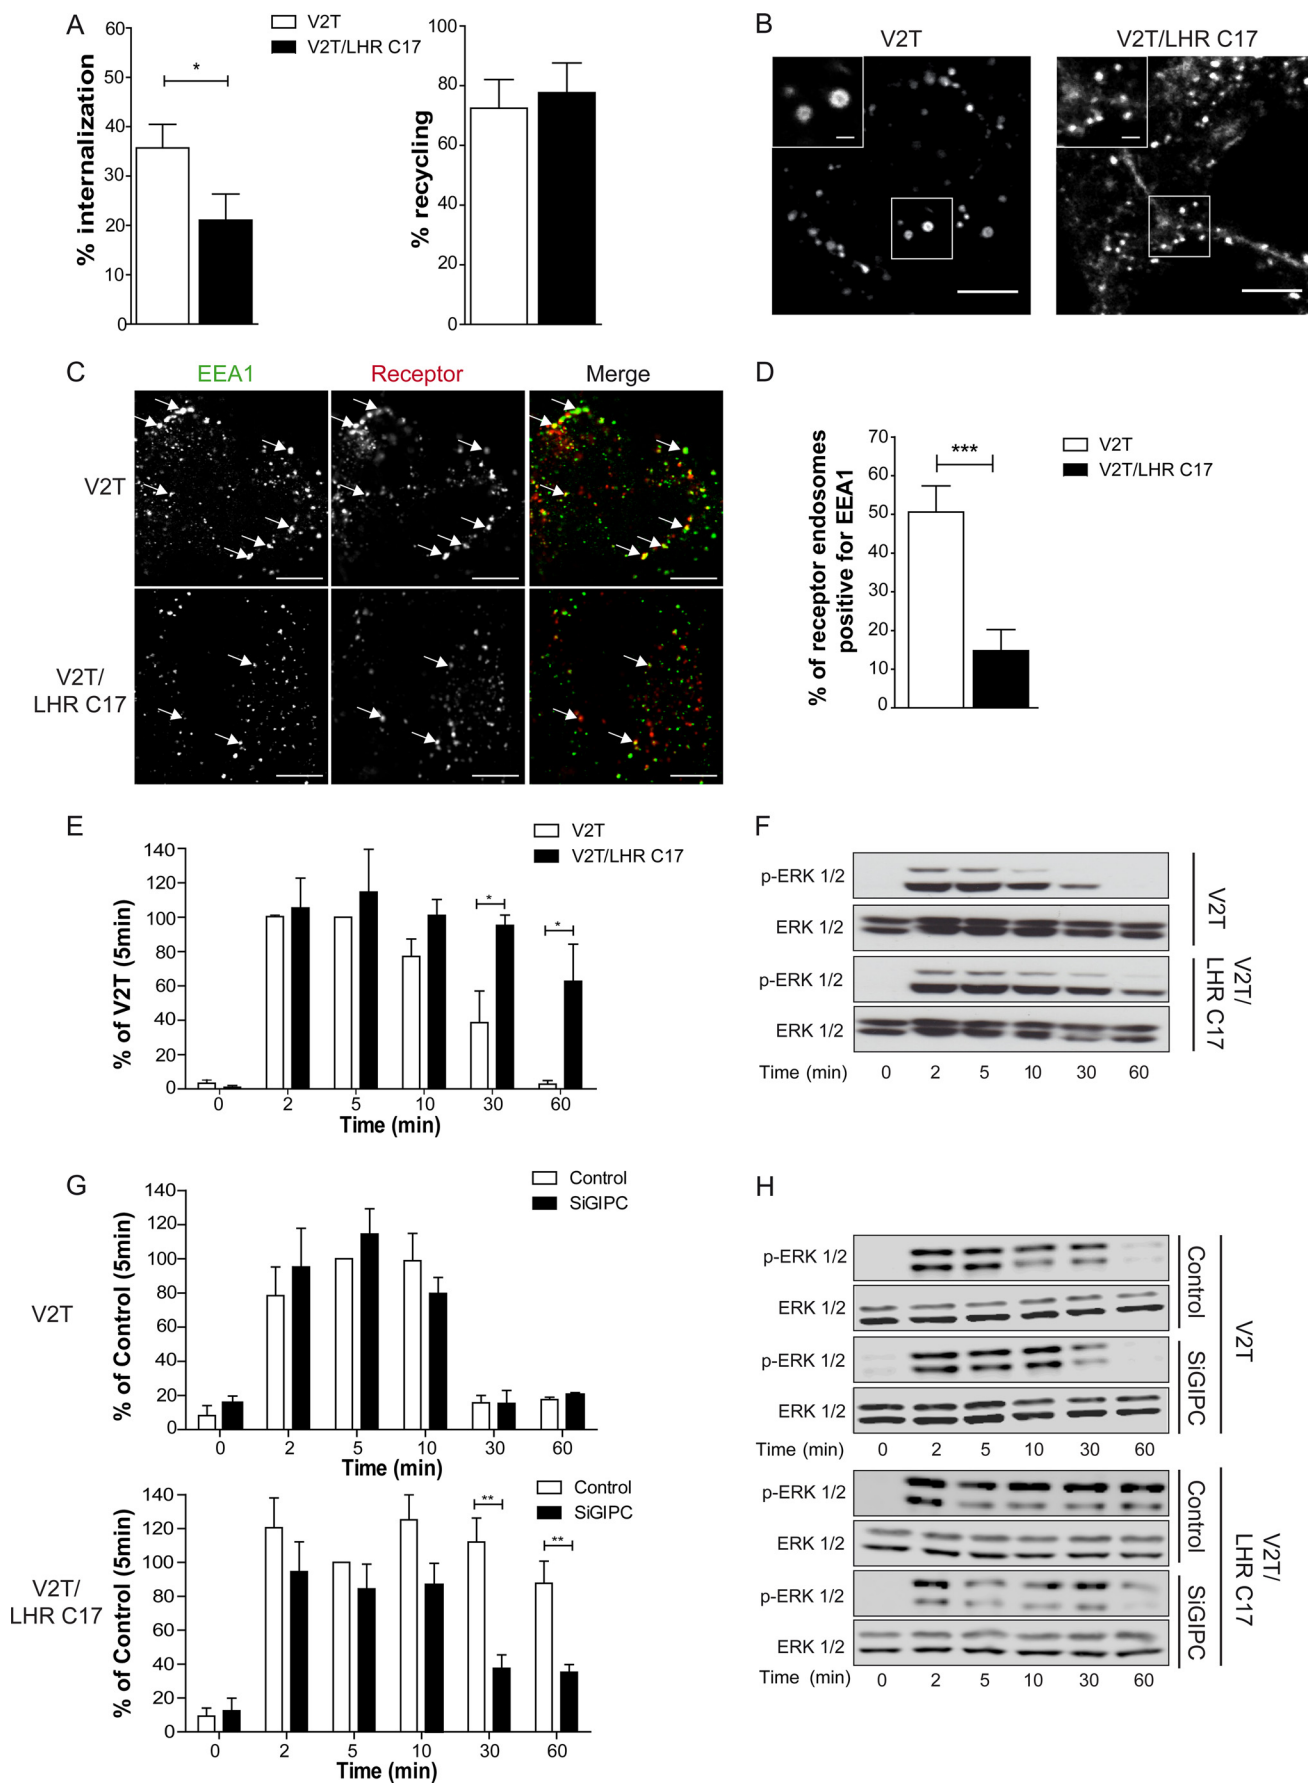 A
V2T
V2T/LHR C17
% internalization
60
50
40
30
20
10
0
*
% recycling
100
80
60
40
20
0
B
V2T
V2T/LHR C17
C
EEA1
Receptor
Merge
V2T
V2T/
LHR C17
D
% of receptor endosomes
positive for EEA1
70
60
50
40
30
20
10
0
***
V2T
V2T/LHR C17
E
V2T
V2T/LHR C17
% of V2T (5min)
140
120
100
80
60
40
20
0
*
*
0 2 5 10 30 60
Time (min)
F
p-ERK 1/2
ERK 1/2
V2T
p-ERK 1/2
ERK 1/2
V2T/
LHR C17
Time (min) 0 2 5 10 30 60
G
Control
SiGIPC
V2T
% of Control (5min)
140
120
100
80
60
40
20
0
0 2 5 10 30 60
Time (min)
Control
SiGIPC
V2T/
LHR C17
% of Control (5min)
140
120
100
80
60
40
20
0
**
**
0 2 5 10 30 60
Time (min)
H
p-ERK 1/2
ERK 1/2
Control
p-ERK 1/2
ERK 1/2
SiGIPC
V2T
Time (min) 0 2 5 10 30 60
p-ERK 1/2
ERK 1/2
Control
p-ERK 1/2
ERK 1/2
SiGIPC
V2T/
LHR C17
Time (min) 0 2 5 10 30 60